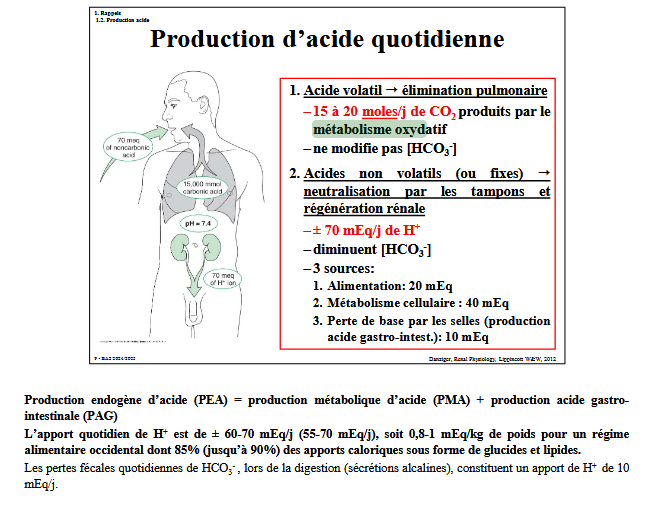 1. Rappels
1.2. Production acide
Production d’acide quotidienne
70 meq
of noncarbonic
acid
15,000 mmol
carbonic acid
pH = 7.4
70 meq
of H⁺ ion
1. Acide volatil → élimination pulmonaire
–15 à 20 moles/j de CO₂ produits par le
métabolisme oxydatif
–ne modifie pas [HCO₃⁻]
2. Acides non volatils (ou fixes) →
neutralisation par les tampons et
régénération rénale
–± 70 mEq/j de H⁺
–diminuent [HCO₃⁻]
–3 sources:
1. Alimentation: 20 mEq
2. Métabolisme cellulaire : 40 mEq
3. Perte de base par les selles (production
acide gastro-intest.): 10 mEq
2024/2025
Danziger, Renal Physiology, Lippincott W&W, 2012
Production endogène d’acide (PEA) = production métabolique d’acide (PMA) + production acide gastro-
intestinale (PAG)
L’apport quotidien de H⁺ est de ± 60-70 mEq/j (55-70 mEq/j), soit 0,8-1 mEq/kg de poids pour un régime
alimentaire occidental dont 85% (jusqu’à 90%) des apports caloriques sous forme de glucides et lipides.
Les pertes fécales quotidiennes de HCO₃⁻, lors de la digestion (sécrétions alcalines), constituent un apport de H⁺ de 10
mEq/j.